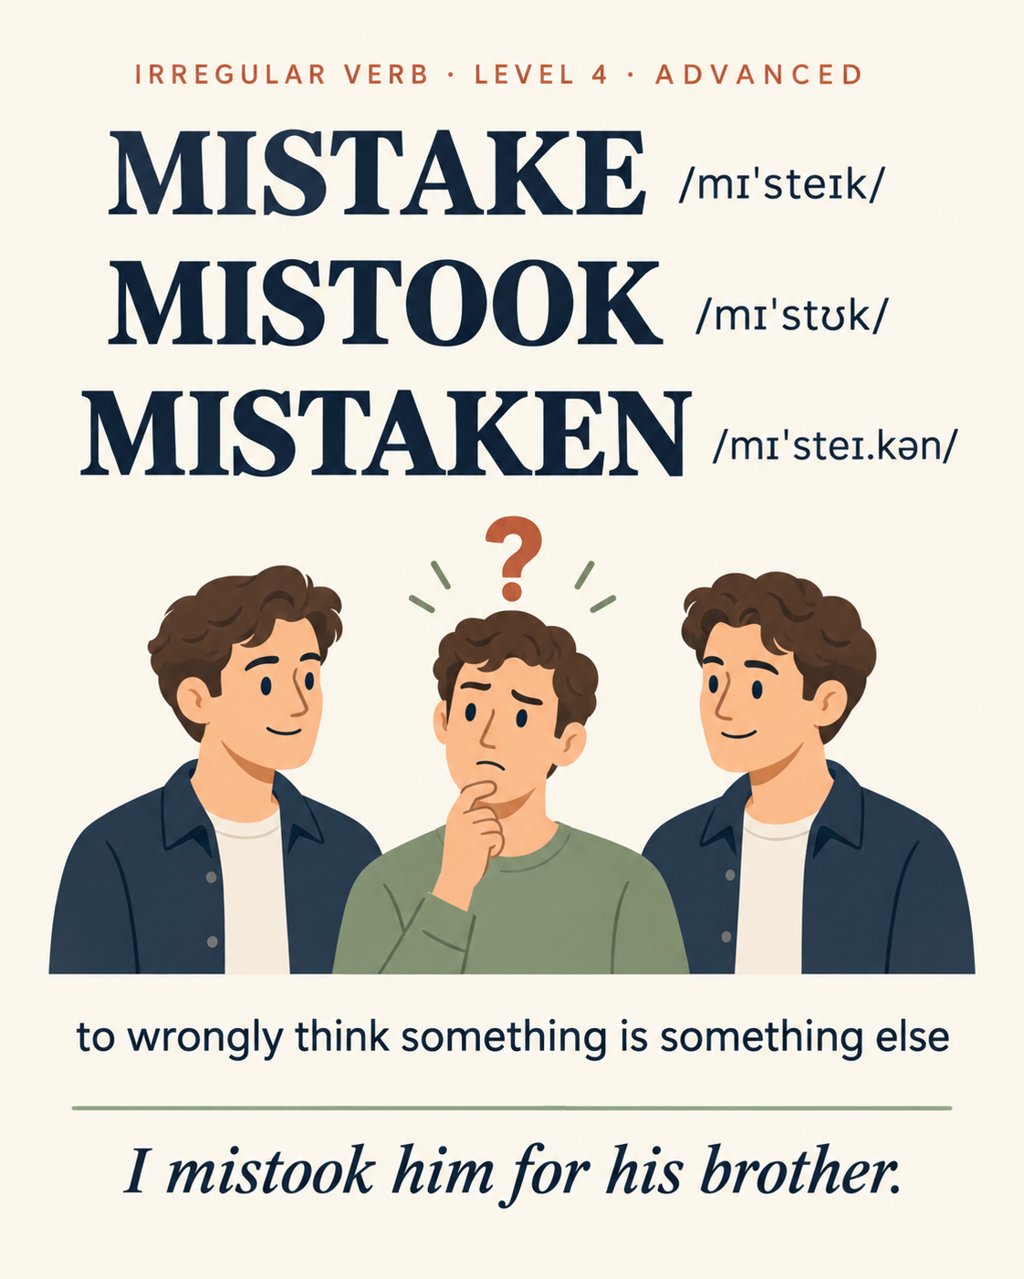 IRREGULAR VERB · LEVEL 4 · ADVANCED
MISTAKE /mɪˈsteɪk/
MISTOOK /mɪˈstʊk/
MISTAKEN /mɪˈsteɪ.kən/
?
to wrongly think something is something else
I mistook him for his brother.